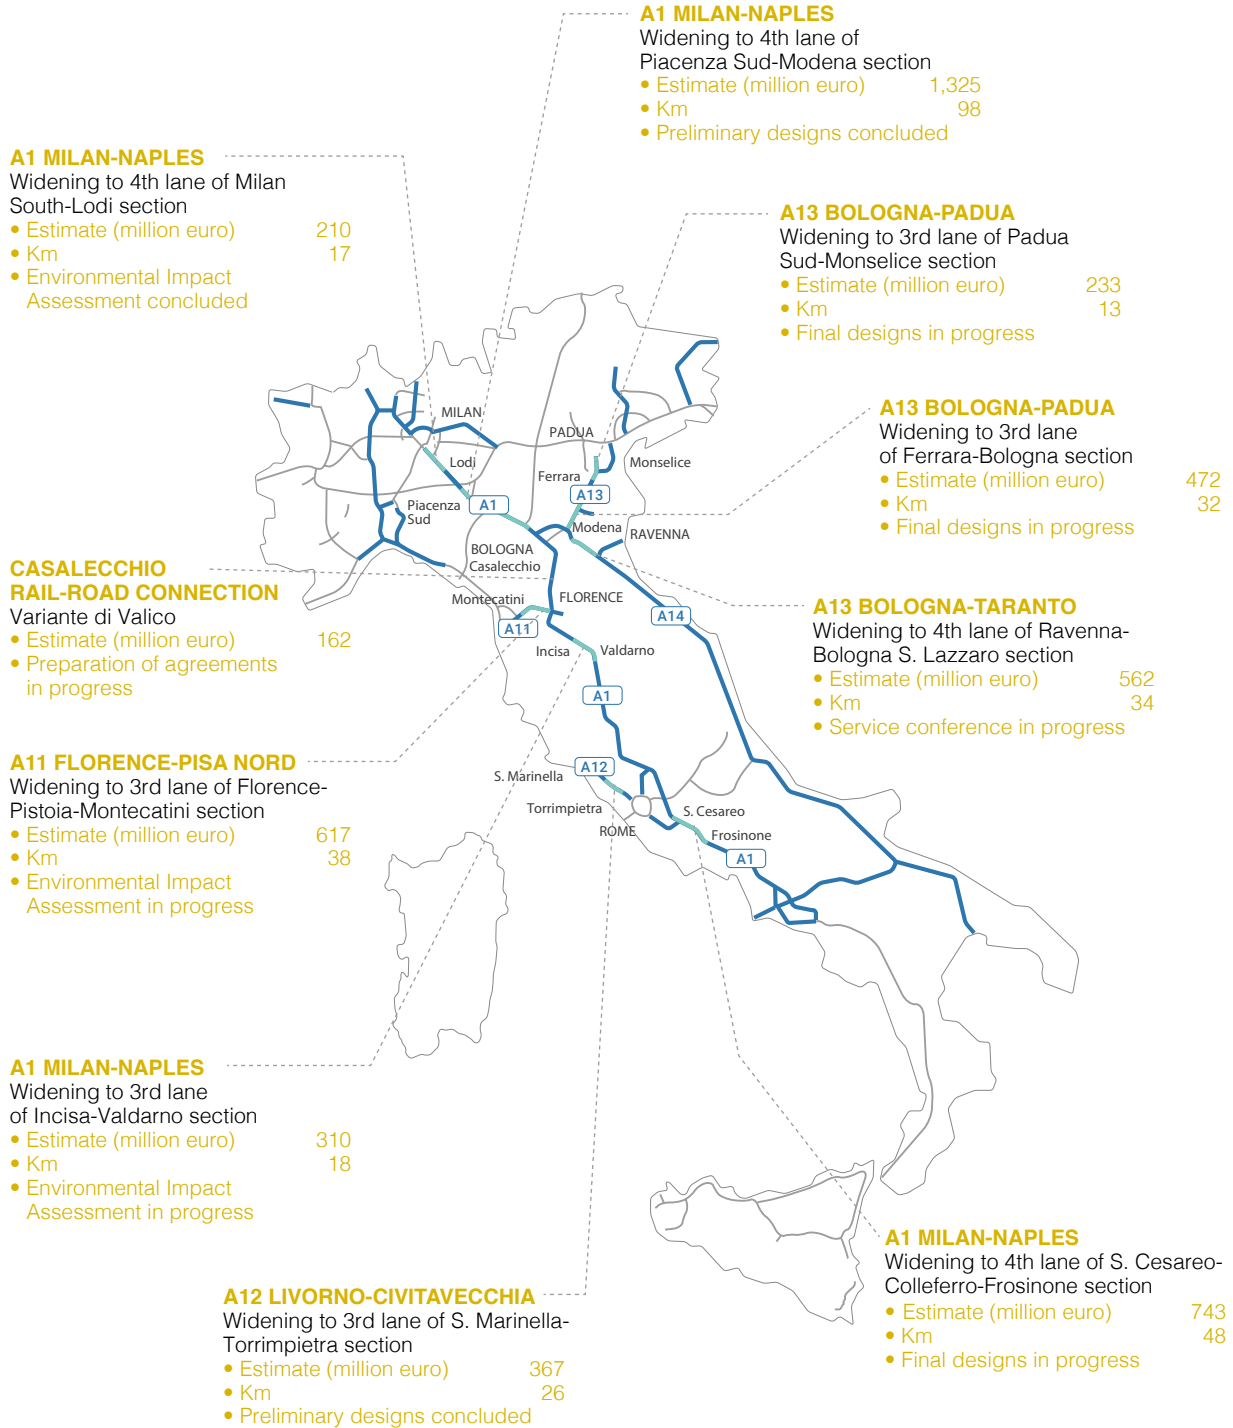 A1 MILAN-NAPLES
Widening to 4th lane of
Piacenza Sud-Modena section
• Estimate (million euro) 1,325
• Km 98
• Preliminary designs concluded
A1 MILAN-NAPLES
Widening to 4th lane of Milan
South-Lodi section
• Estimate (million euro) 210
• Km 17
• Environmental Impact
Assessment concluded
A13 BOLOGNA-PADUA
Widening to 3rd lane of Padua
Sud-Monselice section
• Estimate (million euro) 233
• Km 13
• Final designs in progress
A13 BOLOGNA-PADUA
Widening to 3rd lane
of Ferrara-Bologna section
• Estimate (million euro) 472
• Km 32
• Final designs in progress
MILAN
PADUA
Lodi
Monselice
Ferrara
A13
Piacenza
Sud
A1
Modena
RAVENNA
BOLOGNA
Casalecchio
CASALECCHIO
RAIL-ROAD CONNECTION
Variante di Valico
• Estimate (million euro) 162
• Preparation of agreements
in progress
Montecatini
FLORENCE
A11
A14
Incisa
Valdarno
A1
A13 BOLOGNA-TARANTO
Widening to 4th lane of Ravenna-
Bologna S. Lazzaro section
• Estimate (million euro) 562
• Km 34
• Service conference in progress
A11 FLORENCE-PISA NORD
Widening to 3rd lane of Florence-
Pistoia-Montecatini section
• Estimate (million euro) 617
• Km 38
• Environmental Impact
Assessment in progress
A12
S. Marinella
Torrimpietra
S. Cesareo
ROME
Frosinone
A1
A1 MILAN-NAPLES
Widening to 3rd lane
of Incisa-Valdarno section
• Estimate (million euro) 310
• Km 18
• Environmental Impact
Assessment in progress
A1 MILAN-NAPLES
Widening to 4th lane of S. Cesareo-
Colleferro-Frosinone section
• Estimate (million euro) 743
• Km 48
• Final designs in progress
A12 LIVORNO-CIVITAVECCHIA
Widening to 3rd lane of S. Marinella-
Torrimpietra section
• Estimate (million euro) 367
• Km 26
• Preliminary designs concluded